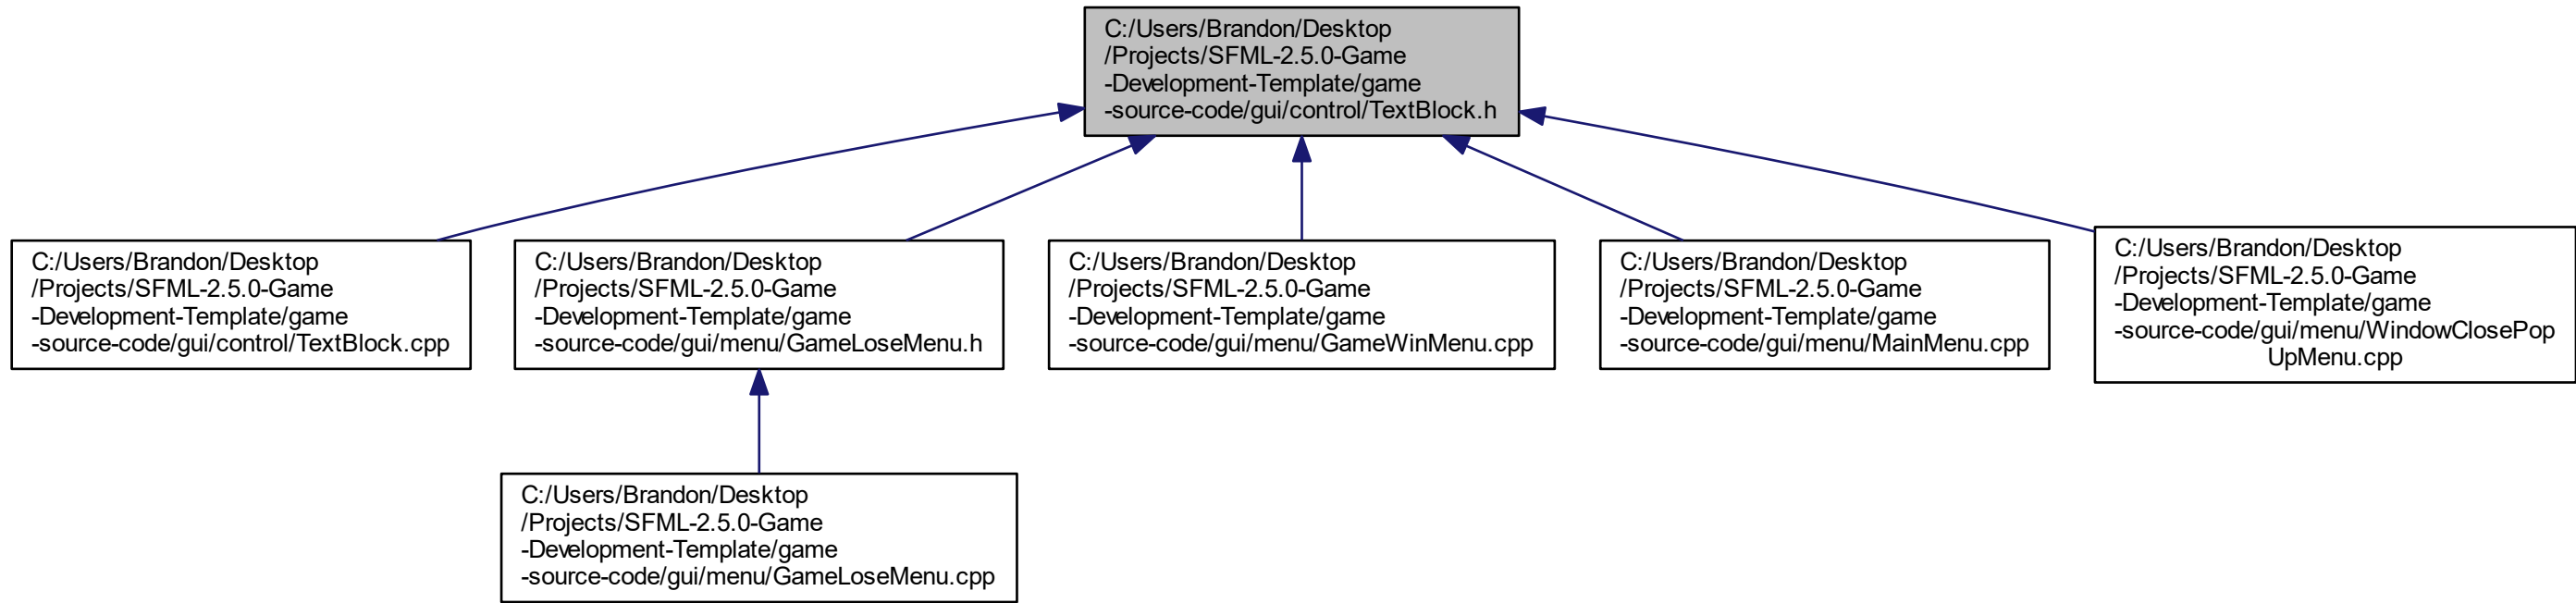 C:/Users/Brandon/Desktop
/Projects/SFML-2.5.0-Game
-Development-Template/game
-source-code/gui/control/TextBlock.h
C:/Users/Brandon/Desktop
/Projects/SFML-2.5.0-Game
-Development-Template/game
-source-code/gui/control/TextBlock.cpp
C:/Users/Brandon/Desktop
/Projects/SFML-2.5.0-Game
-Development-Template/game
-source-code/gui/menu/GameLoseMenu.h
C:/Users/Brandon/Desktop
/Projects/SFML-2.5.0-Game
-Development-Template/game
-source-code/gui/menu/GameWinMenu.cpp
C:/Users/Brandon/Desktop
/Projects/SFML-2.5.0-Game
-Development-Template/game
-source-code/gui/menu/MainMenu.cpp
C:/Users/Brandon/Desktop
/Projects/SFML-2.5.0-Game
-Development-Template/game
-source-code/gui/menu/WindowClosePop
UpMenu.cpp
C:/Users/Brandon/Desktop
/Projects/SFML-2.5.0-Game
-Development-Template/game
-source-code/gui/menu/GameLoseMenu.cpp